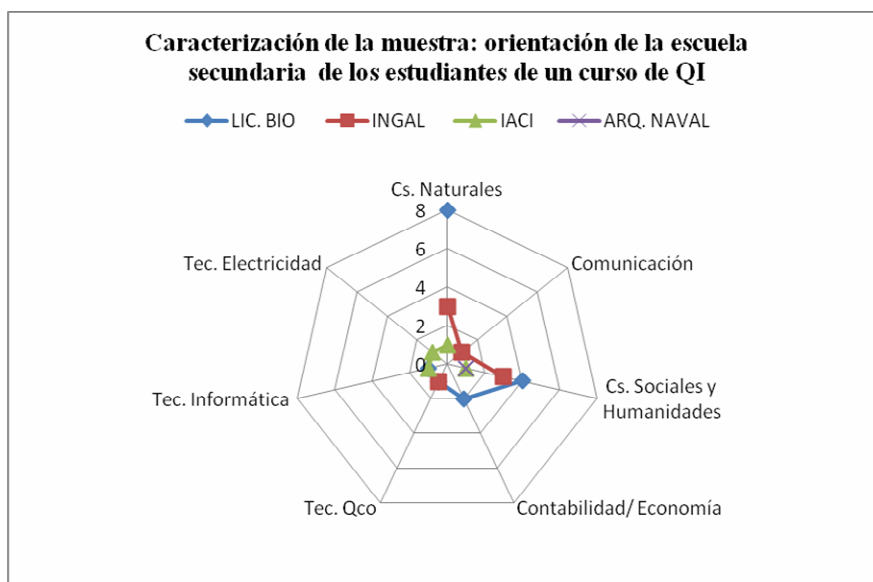 Caracterización de la muestra: orientación de la escuela
secundaria de los estudiantes de un curso de QI
LIC. BIO INGAL IACI ARQ. NAVAL
Cs. Naturales
8
Tec. Electricidad
Comunicación
6
4
2
0
Tec. Informática
Cs. Sociales y
Humanidades
Tec. Qco
Contabilidad/ Economía